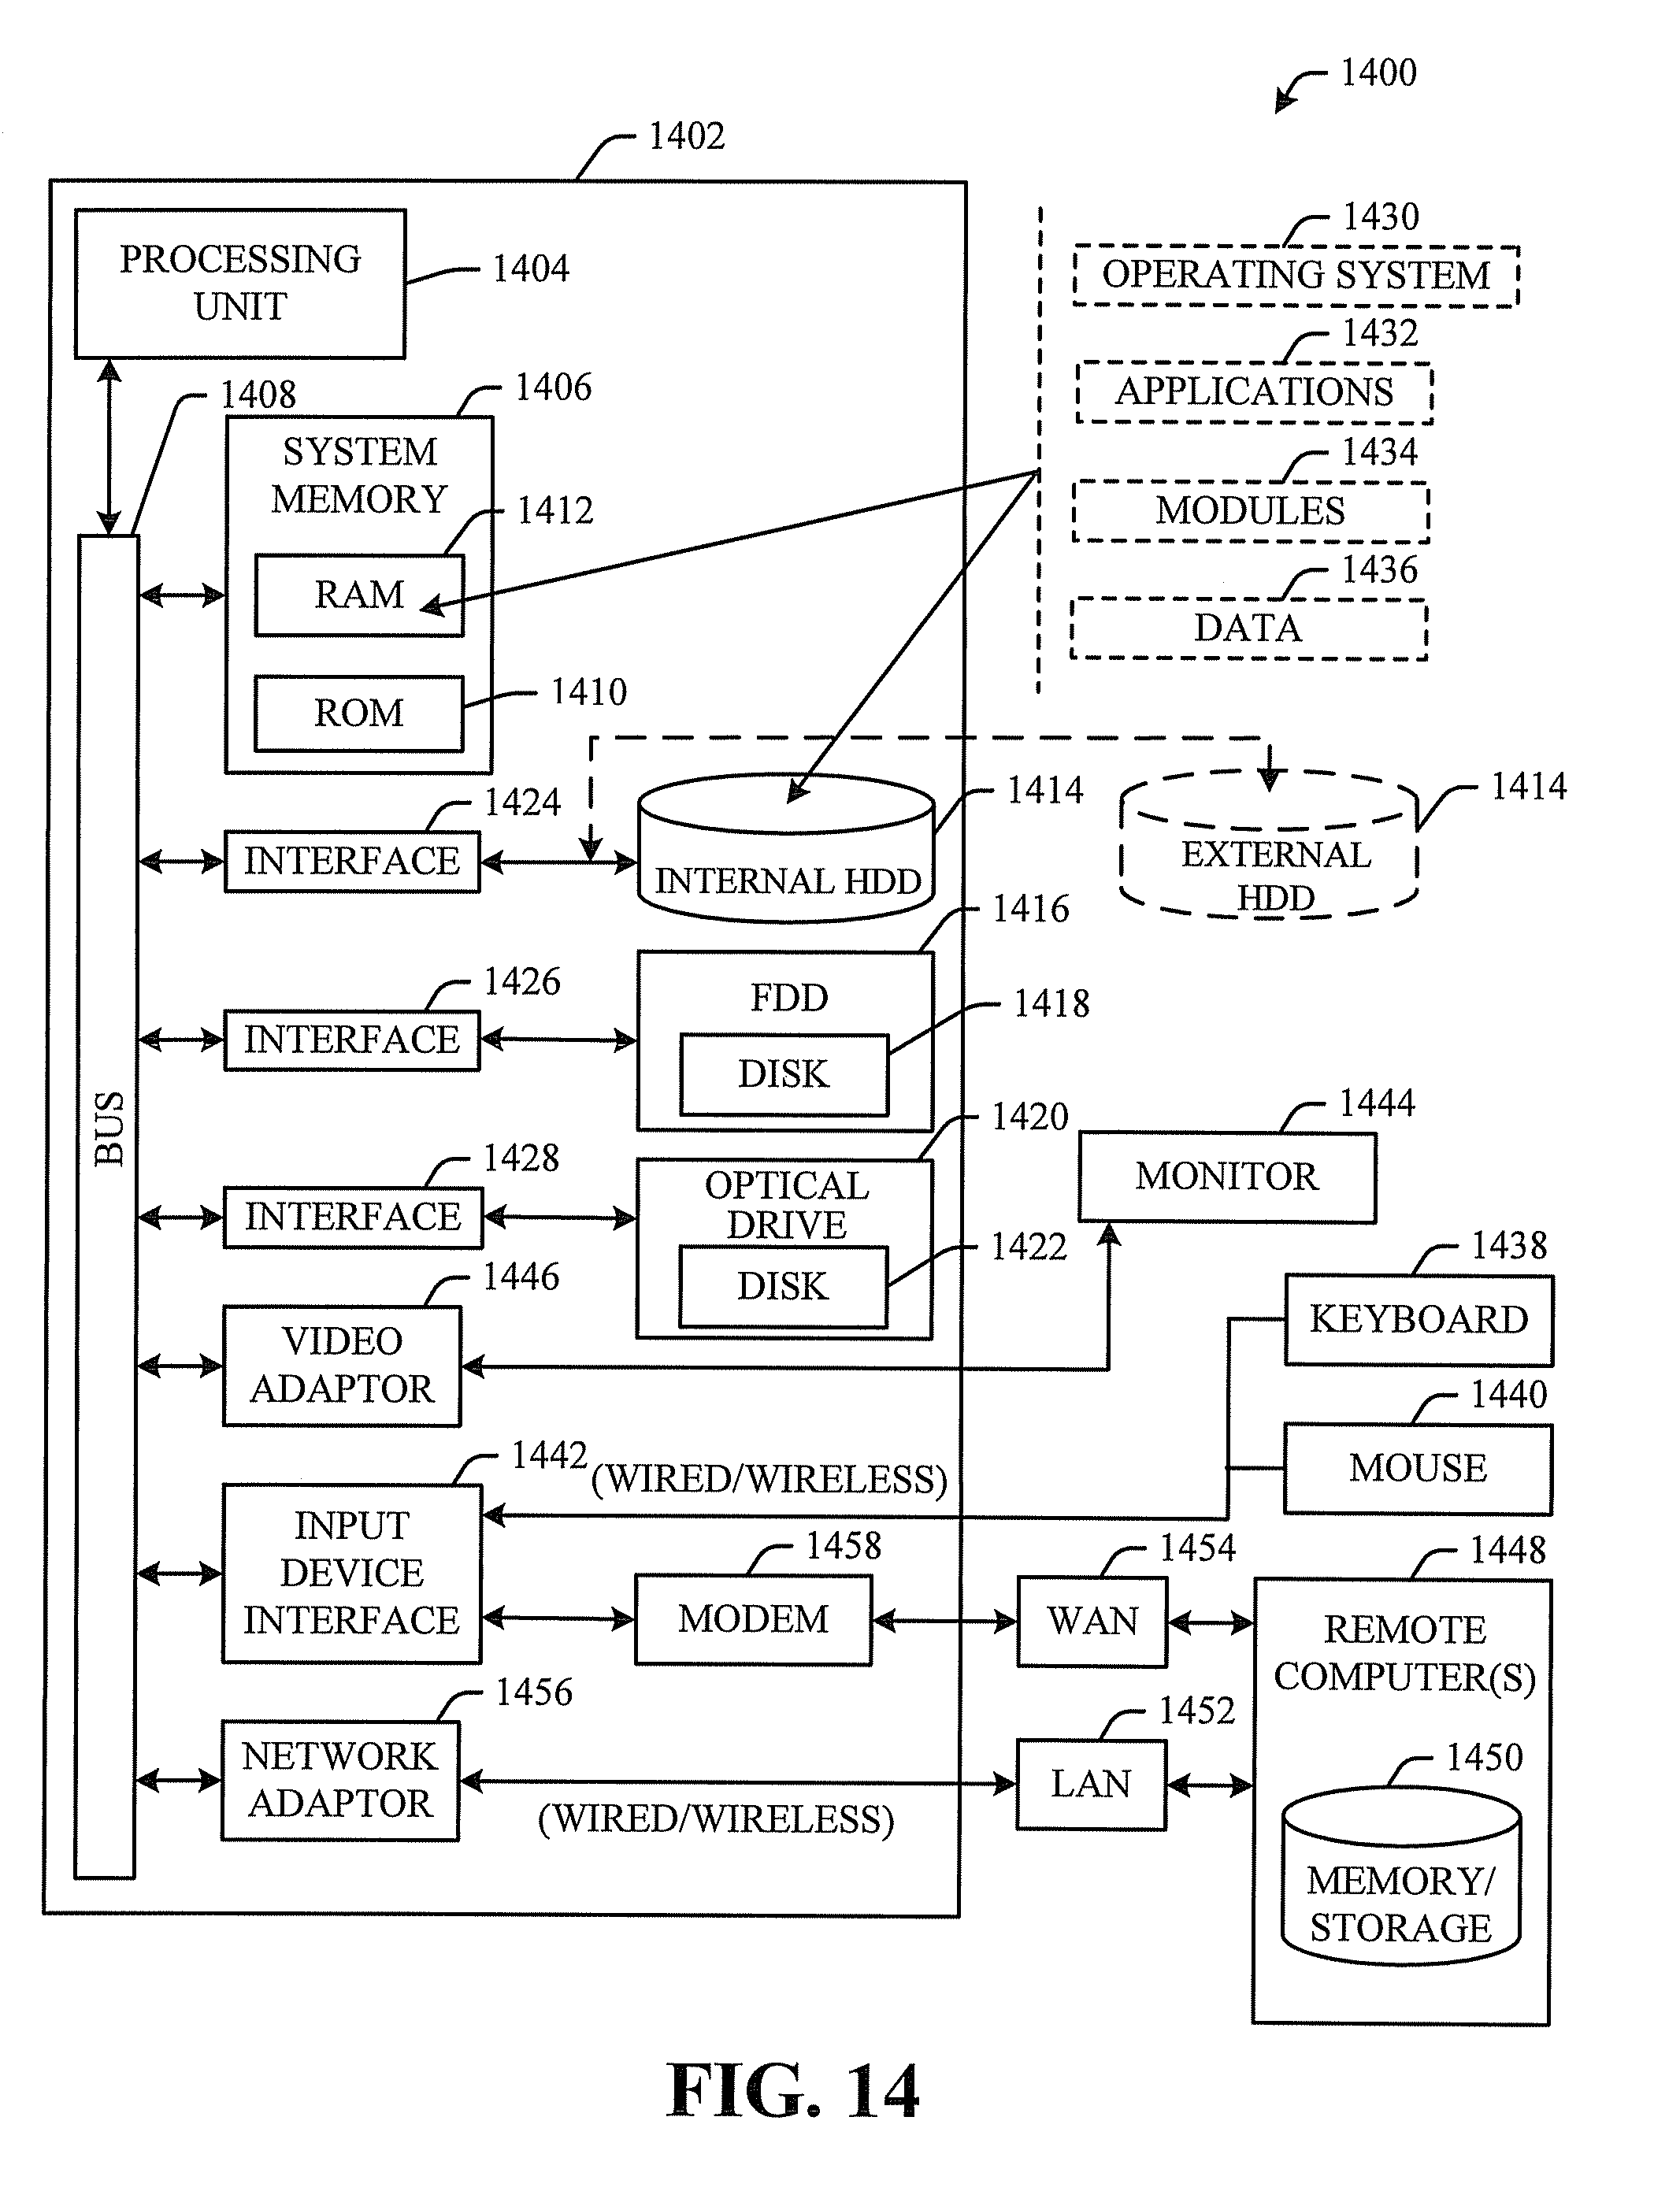 1400
1402
PROCESSING
UNIT
1404
1430
OPERATING SYSTEM
1432
APPLICATIONS
1434
MODULES
1436
DATA
1408
1406
SYSTEM
MEMORY
1412
RAM
1410
ROM
BUS
1424
INTERFACE
1414
INTERNAL HDD
1414
EXTERNAL
HDD
1426
INTERFACE
1416
FDD
1418
DISK
1428
INTERFACE
1420
OPTICAL
DRIVE
1422
DISK
1444
MONITOR
1446
VIDEO
ADAPTOR
1438
KEYBOARD
1440
MOUSE
1442
(WIRED/WIRELESS)
INPUT
DEVICE
INTERFACE
1458
MODEM
1454
WAN
1448
REMOTE
COMPUTER(S)
1456
NETWORK
ADAPTOR
(WIRED/WIRELESS)
1452
LAN
1450
MEMORY/
STORAGE
FIG. 14